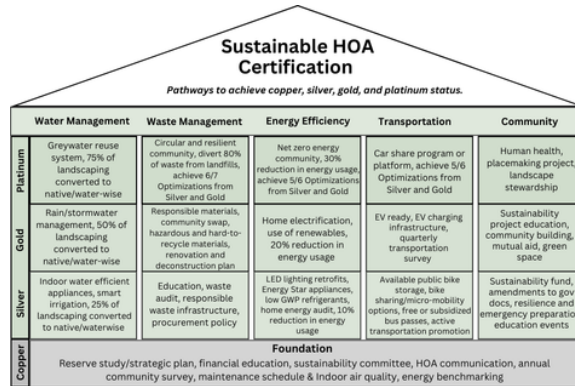 Sustainable HOA
Certification
Pathways to achieve copper, silver, gold, and platinum status.
Water Management
Waste Management
Energy Efficiency
Transportation
Community
Platinum
Greywater reuse
system, 75% of
landscaping
converted to
native/water-wise
Circular and resilient
community, divert 80%
of waste from landfills,
achieve 6/7
Optimizations from
Silver and Gold
Net zero energy
community, 30%
reduction in energy usage,
achieve 5/6 Optimizations
from Silver and Gold
Car share program or
platform, achieve 5/6
Optimizations from
Silver and Gold
Human health,
placemaking project,
landscape
stewardship
Gold
Rain/stormwater
management, 50% of
landscaping
converted to
native/water-wise
Responsible materials,
community swap,
hazardous and hard-to-
recycle materials,
renovation and
deconstruction plan
Home electrification,
use of renewables,
20% reduction in
energy usage
EV ready, EV charging
infrastructure,
quarterly
transportation
survey
Sustainability
project education,
community building,
mutual aid, green
space
Silver
Indoor water efficient
appliances, smart
irrigation, 25% of
landscaping converted
to native/waterwise
Education, waste
audit, responsible
waste infrastructure,
procurement policy
LED lighting retrofits,
Energy Star appliances,
low GWP refrigerants,
home energy audit, 10%
reduction in energy
usage
Available public bike
storage, bike
sharing/micro-mobility
options, free or subsidized
bus passes, active
transportation promotion
Sustainability fund,
amendments to gov
docs, resilience and
emergency preparation
education events
Copper
Foundation
Reserve study/strategic plan, financial education, sustainability committee, HOA communication, annual
community survey, maintenance schedule & Indoor air quality, energy benchmarking